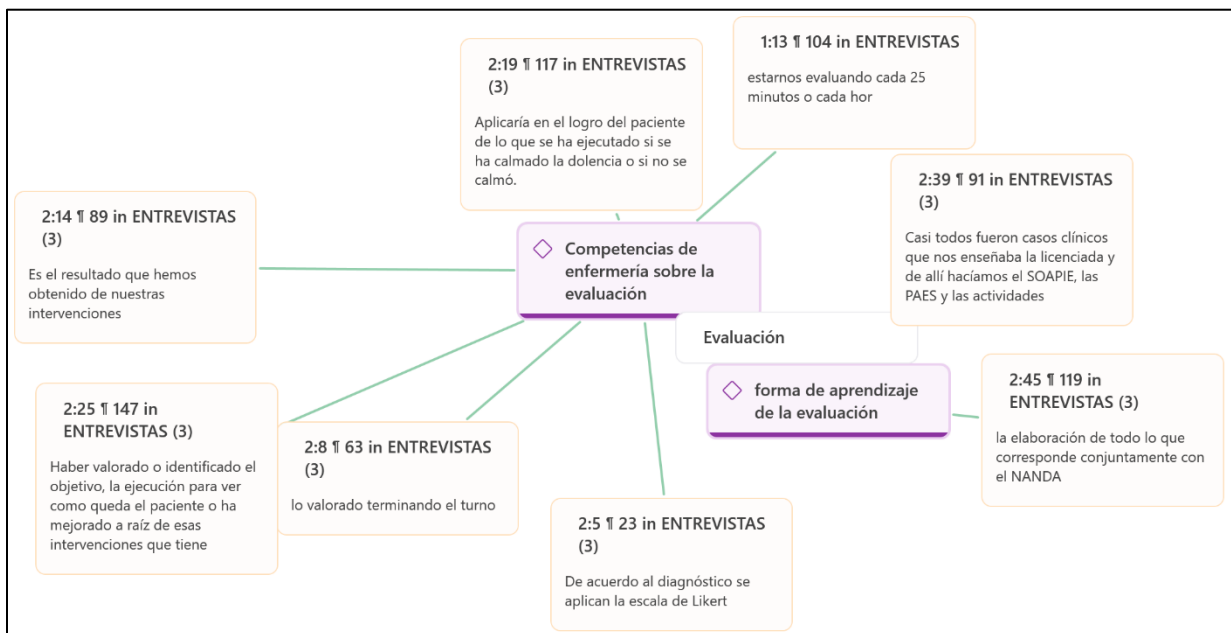 2:19 ¶ 117 in ENTREVISTAS
(3)
Aplicaría en el logro del paciente
de lo que se ha ejecutado si se
ha calmado la dolencia o si no se
calmó.
1:13 ¶ 104 in ENTREVISTAS
estarnos evaluando cada 25
minutos o cada hor
2:39 ¶ 91 in ENTREVISTAS
(3)
Casi todos fueron casos clínicos
que nos enseñaba la licenciada y
de allí hacíamos el SOAPIE, las
PAES y las actividades
2:14 ¶ 89 in ENTREVISTAS
(3)
Es el resultado que hemos
obtenido de nuestras
intervenciones
Competencias de
enfermería sobre la
evaluación
Evaluación
forma de aprendizaje
de la evaluación
2:45 ¶ 119 in
ENTREVISTAS (3)
la elaboración de todo lo que
corresponde conjuntamente con
el NANDA
2:25 ¶ 147 in
ENTREVISTAS (3)
Haber valorado o identificado el
objetivo, la ejecución para ver
como queda el paciente o ha
mejorado a raíz de esas
intervenciones que tiene
2:8 ¶ 63 in ENTREVISTAS
(3)
lo valorado terminando el turno
2:5 ¶ 23 in ENTREVISTAS
(3)
De acuerdo al diagnóstico se
aplican la escala de Likert